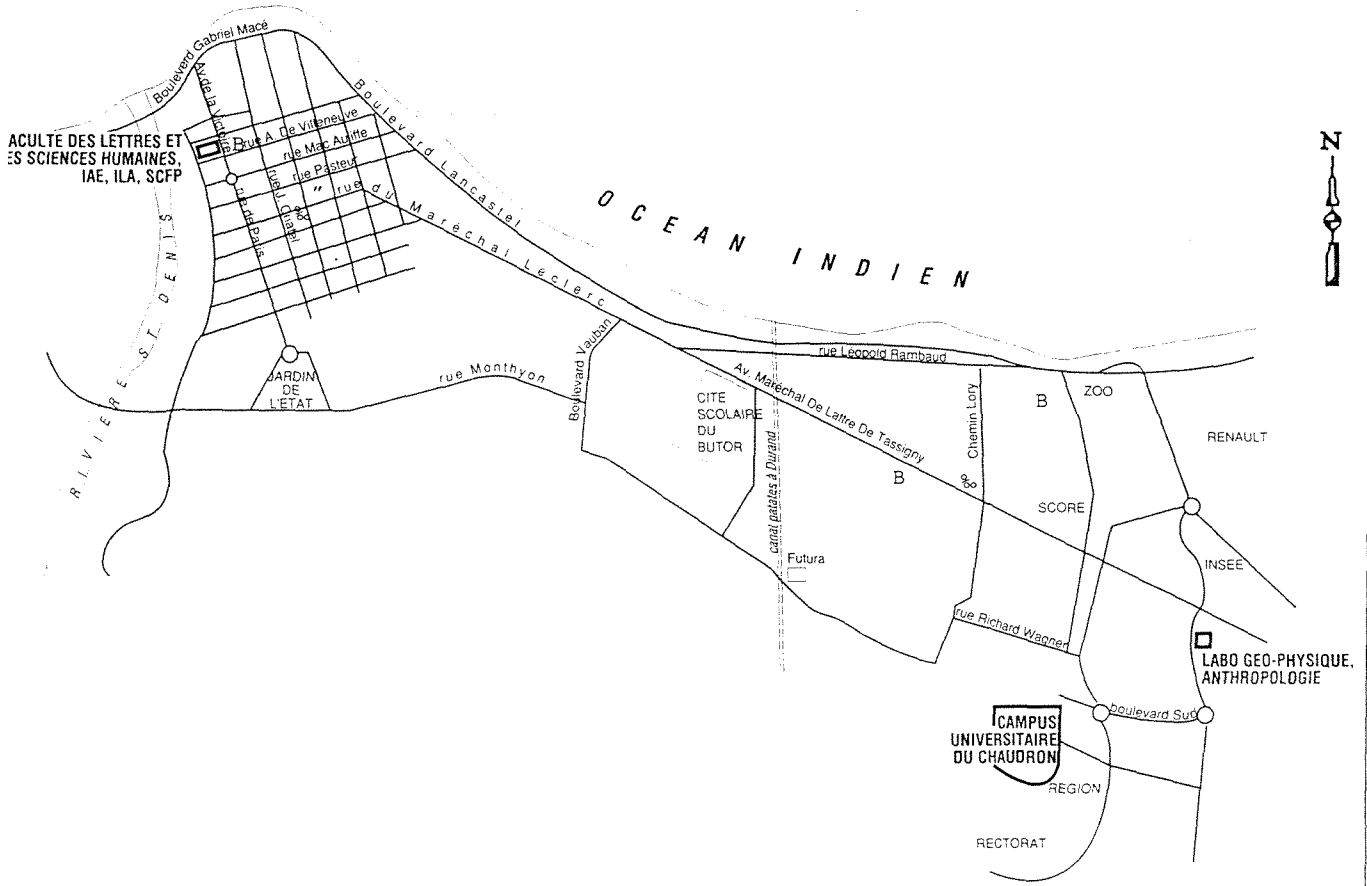 Boulevard Gabriel Macé
Av. de la Victoire
ACULTE DES LETTRES ET
ES SCIENCES HUMAINES,
IAE, ILA, SCFP
B
rue A. De Villeneuve
rue Mac Auliffe
rue Pasteur
"
rue du Maréchal Leclerc
rue J. Chatel
rue de Paris
Boulevard Lancastel
OCEAN INDIEN
N
RIVIERE ST. DENIS
JARDIN
DE
L'ETAT
rue Monthyon
Boulevard Vauban
rue Léopold Rambaud
Av. Maréchal De Lattre De Tassigny
CITE
SCOLAIRE
DU
BUTOR
canal patates à Durand
Chemin Lory
B
ZOO
RENAULT
B
SCORE
Futura
INSEE
rue Richard Wagner
LABO GEO-PHYSIQUE,
ANTHROPOLOGIE
boulevard Sud
CAMPUS
UNIVERSITAIRE
DU CHAUDRON
REGION
RECTORAT